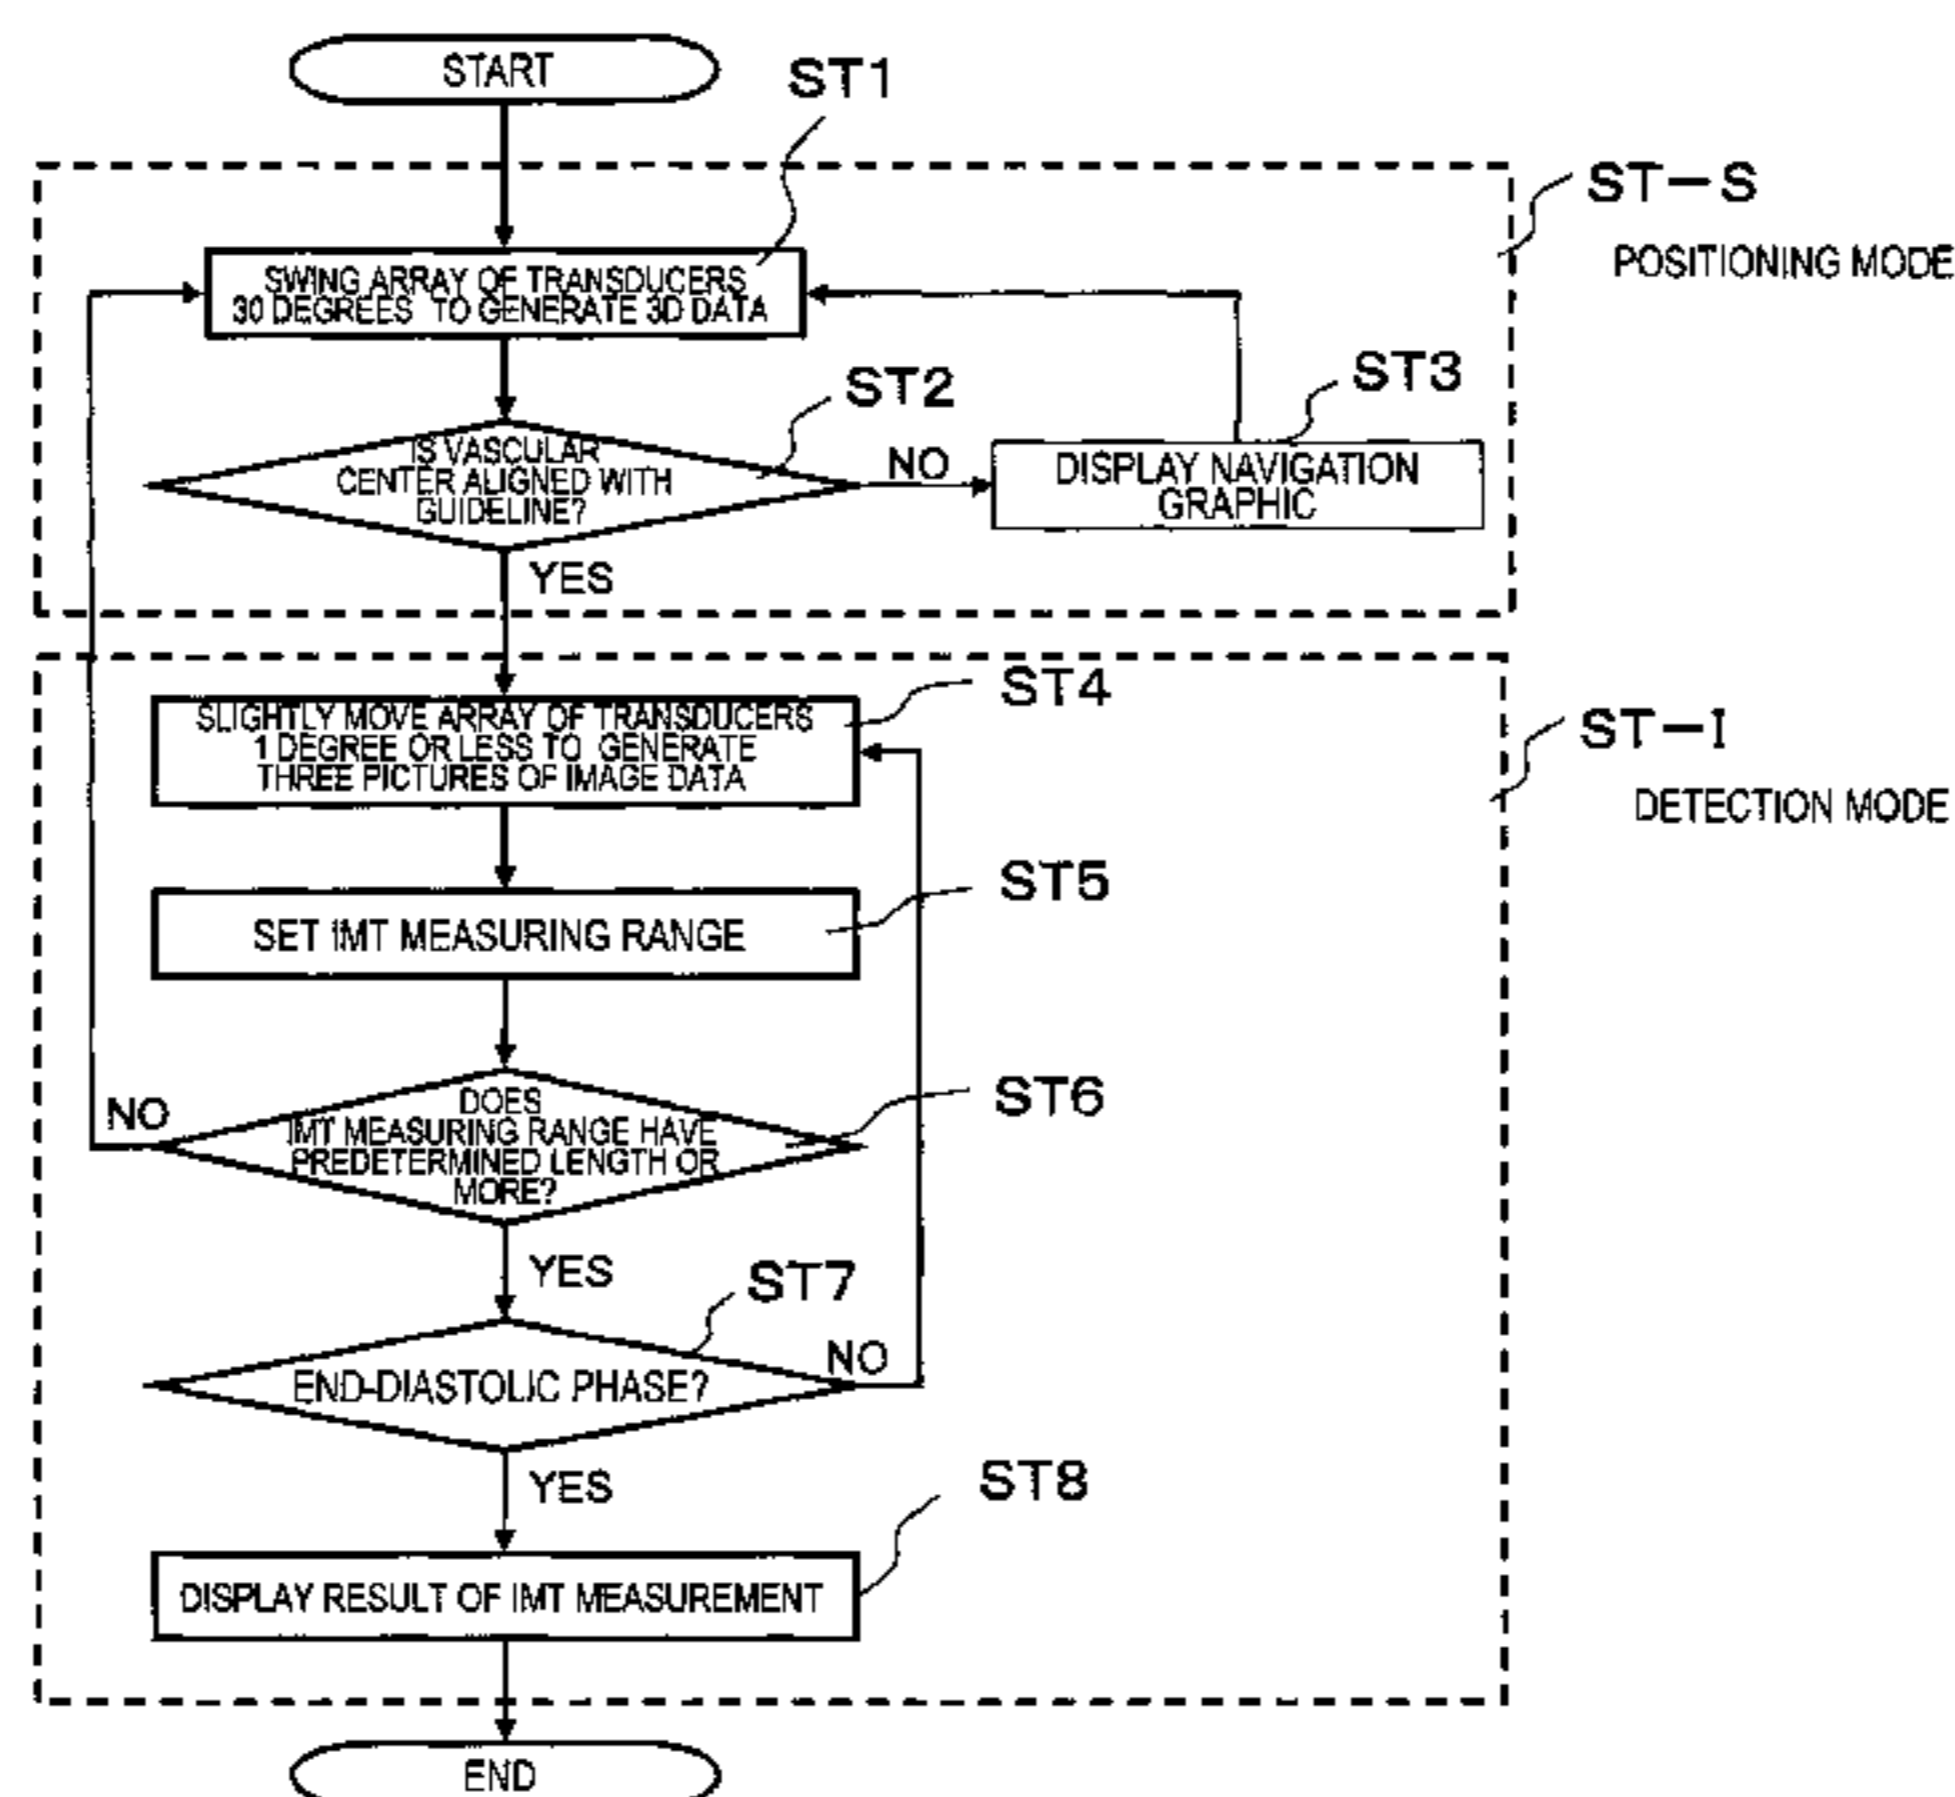 START
ST1
ST-S
POSITIONING MODE
SWING ARRAY OF TRANSDUCERS
30 DEGREES TO GENERATE 3D DATA
ST2
ST3
IS VASCULAR
CENTER ALIGNED WITH
GUIDELINE?
NO
DISPLAY NAVIGATION
GRAPHIC
YES
ST4
ST-I
DETECTION MODE
SLIGHTLY MOVE ARRAY OF TRANSDUCERS
1 DEGREE OR LESS TO GENERATE
THREE PICTURES OF IMAGE DATA
ST5
SET IMT MEASURING RANGE
ST6
NO
DOES
IMT MEASURING RANGE HAVE
PREDETERMINED LENGTH OR
MORE?
YES
ST7
END-DIASTOLIC PHASE?
NO
YES
ST8
DISPLAY RESULT OF IMT MEASUREMENT
END